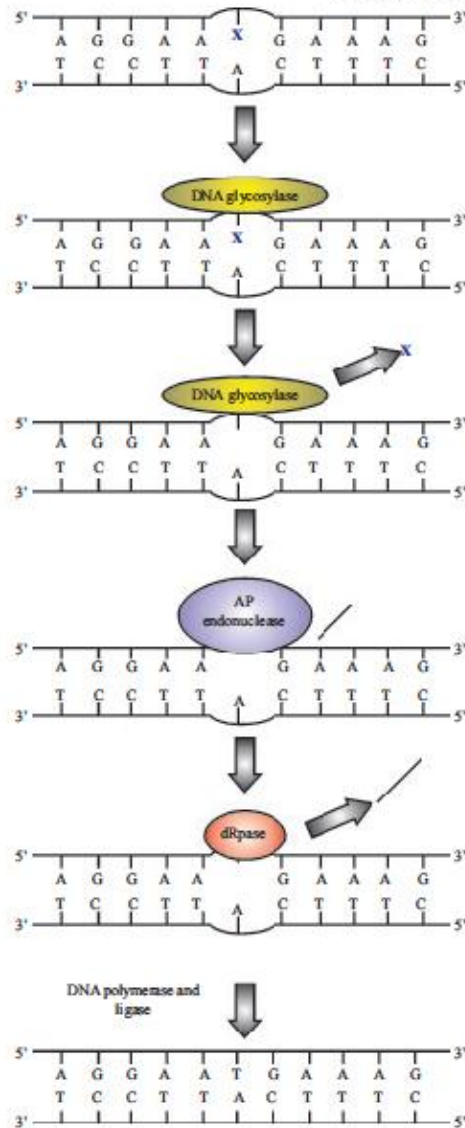 5' 3'
A G G A A X G A A A G
T C C T T A C T T T C
3' 5'
DNA glycosylase
5' 3'
A G G A A X G A A A G
T C C T T A C T T T C
3' 5'
X
DNA glycosylase
5' 3'
A G G A A G A A A G
T C C T T A C T T T C
3' 5'
AP
endonuclease
5' 3'
A G G A A G A A A G
T C C T T A C T T T C
3' 5'
dRpase
5' 3'
A G G A A G A A A G
T C C T T A C T T T C
3' 5'
DNA polymerase and
ligase
5' 3'
A G G A A T G A A A G
T C C T T A C T T T C
3' 5'